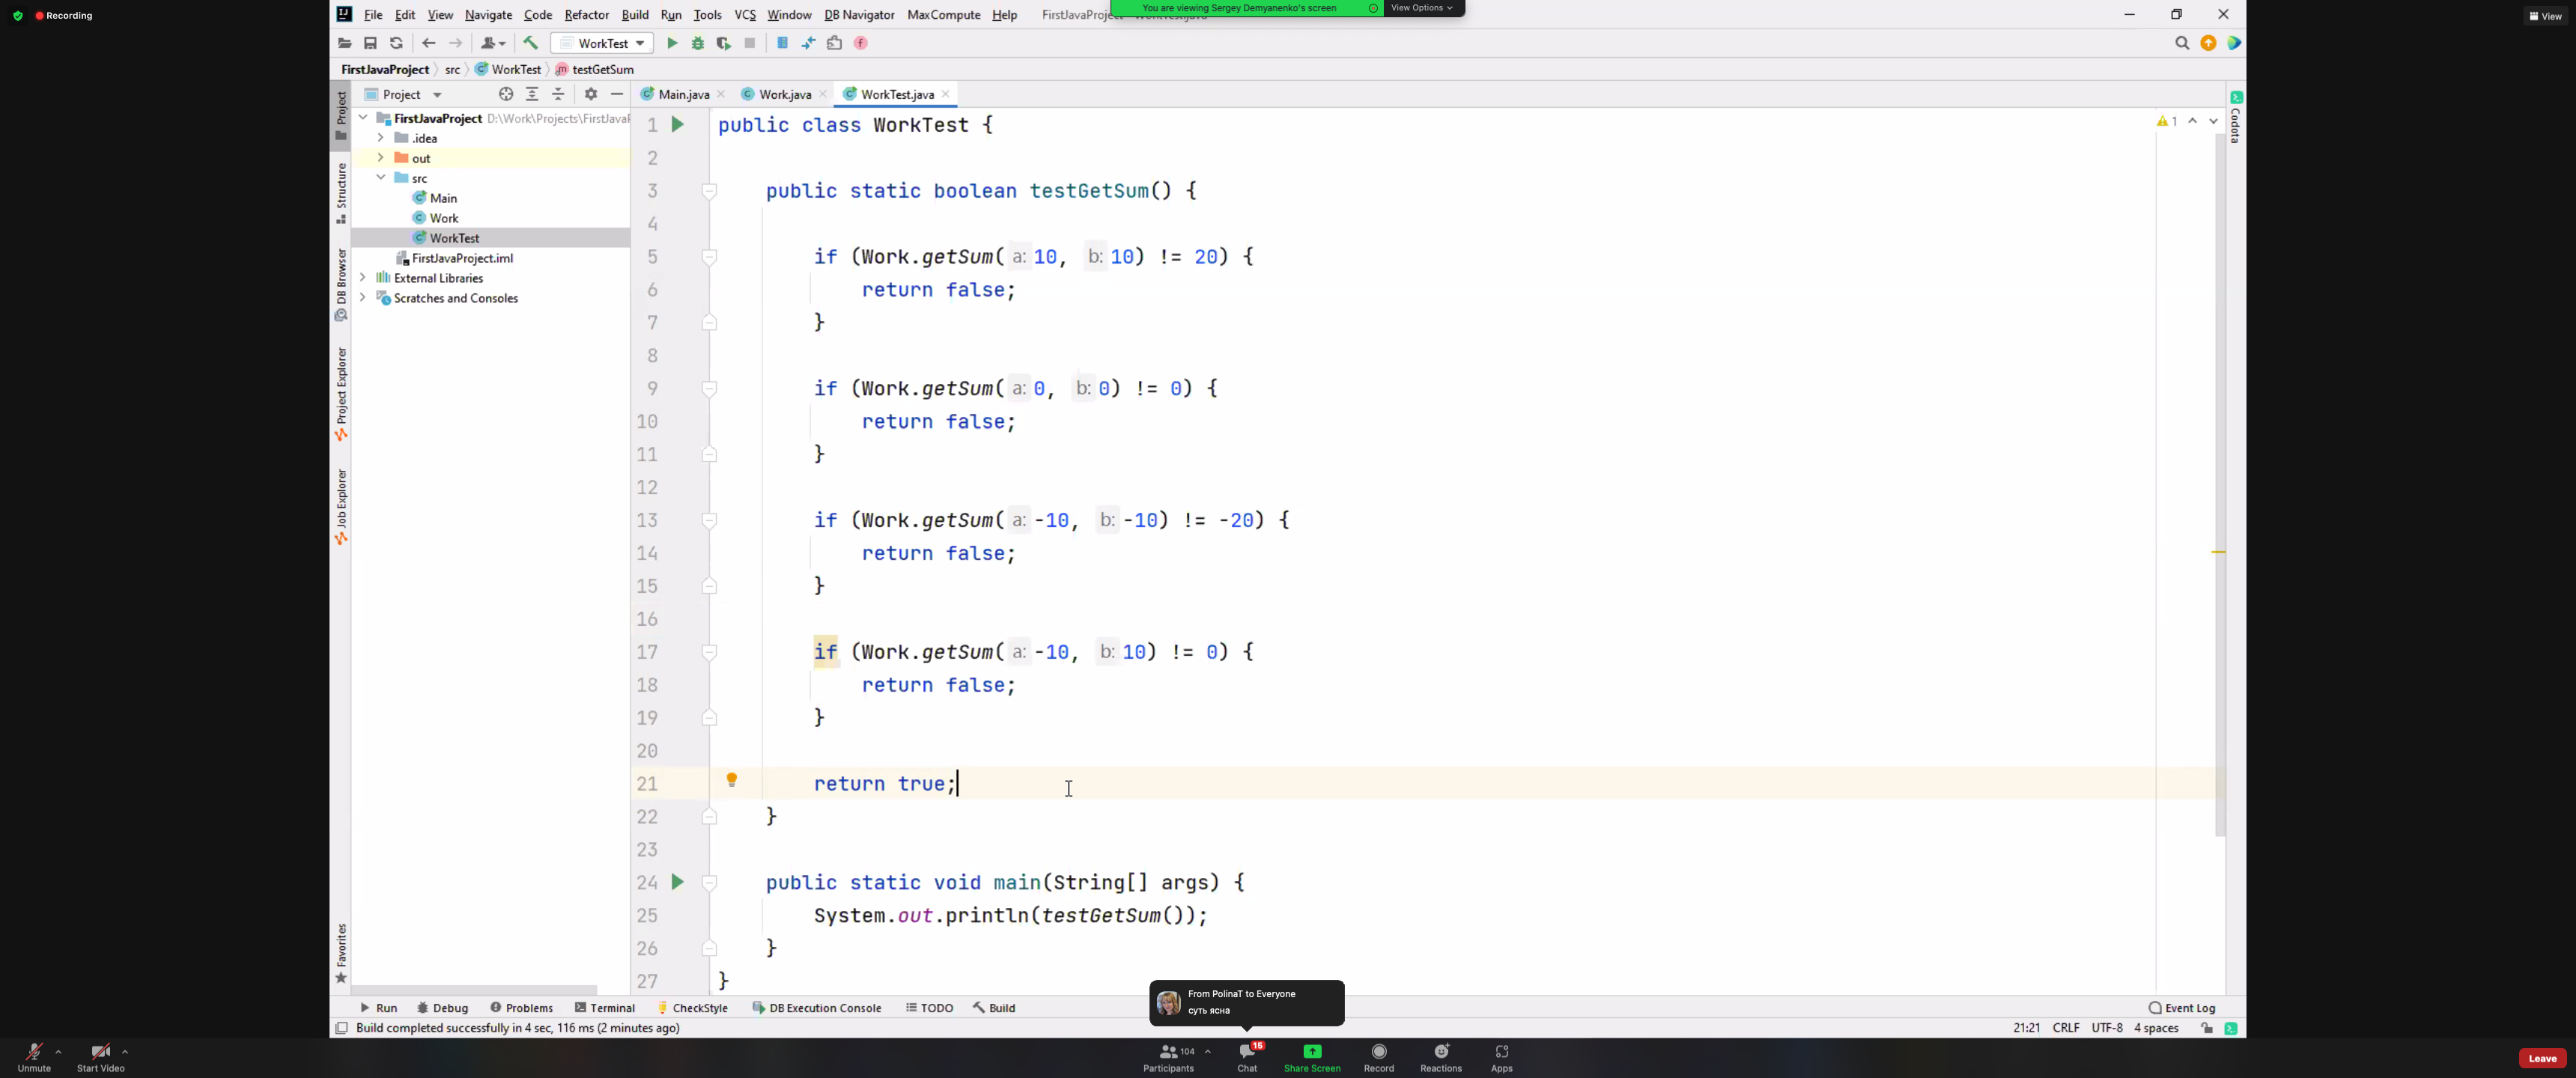 Recording
File Edit View Navigate Code Refactor Build Run Tools VCS Window DB Navigator MaxCompute Help FirstJavaProject
You are viewing Sergey Demyanenko's screen View Options
View
WorkTest
FirstJavaProject src WorkTest testGetSum
Project
Main.java Work.java WorkTest.java
FirstJavaProject D:\Work\Projects\FirstJavaP
.idea
out
src
Main
Work
WorkTest
FirstJavaProject.iml
External Libraries
Scratches and Consoles
Project
Structure
DB Browser
Project Explorer
Job Explorer
Favorites
1 public class WorkTest {
2
3 public static boolean testGetSum() {
4
5 if (Work.getSum( a: 10, b: 10) != 20) {
6 return false;
7 }
8
9 if (Work.getSum( a: 0, b: 0) != 0) {
10 return false;
11 }
12
13 if (Work.getSum( a: -10, b: -10) != -20) {
14 return false;
15 }
16
17 if (Work.getSum( a: -10, b: 10) != 0) {
18 return false;
19 }
20
21 return true;
22 }
23
24 public static void main(String[] args) {
25 System.out.println(testGetSum());
26 }
27 }
1
Codota
From PolinaT to Everyone
суть ясна
Run Debug Problems Terminal CheckStyle DB Execution Console TODO Build Event Log
Build completed successfully in 4 sec, 116 ms (2 minutes ago) 21:21 CRLF UTF-8 4 spaces
Unmute Start Video
104
Participants
15
Chat
Share Screen Record Reactions Apps
Leave